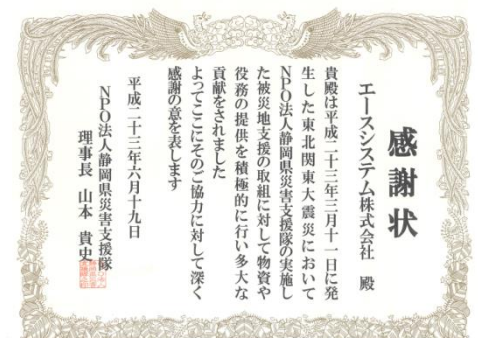 感謝状
エースシステム株式会社 殿
貴殿は平成二十三年三月十一日に発
生した東北関東大震災において
NPO法人静岡県災害支援隊の実施し
た被災地支援の取組に対して物資や
役務の提供を積極的に行い多大な
貢献をされました
よってここにそのご協力に対して深く
感謝の意を表します
平成二十三年六月十九日
NPO法人静岡県災害支援隊
理事長 山本 貴史